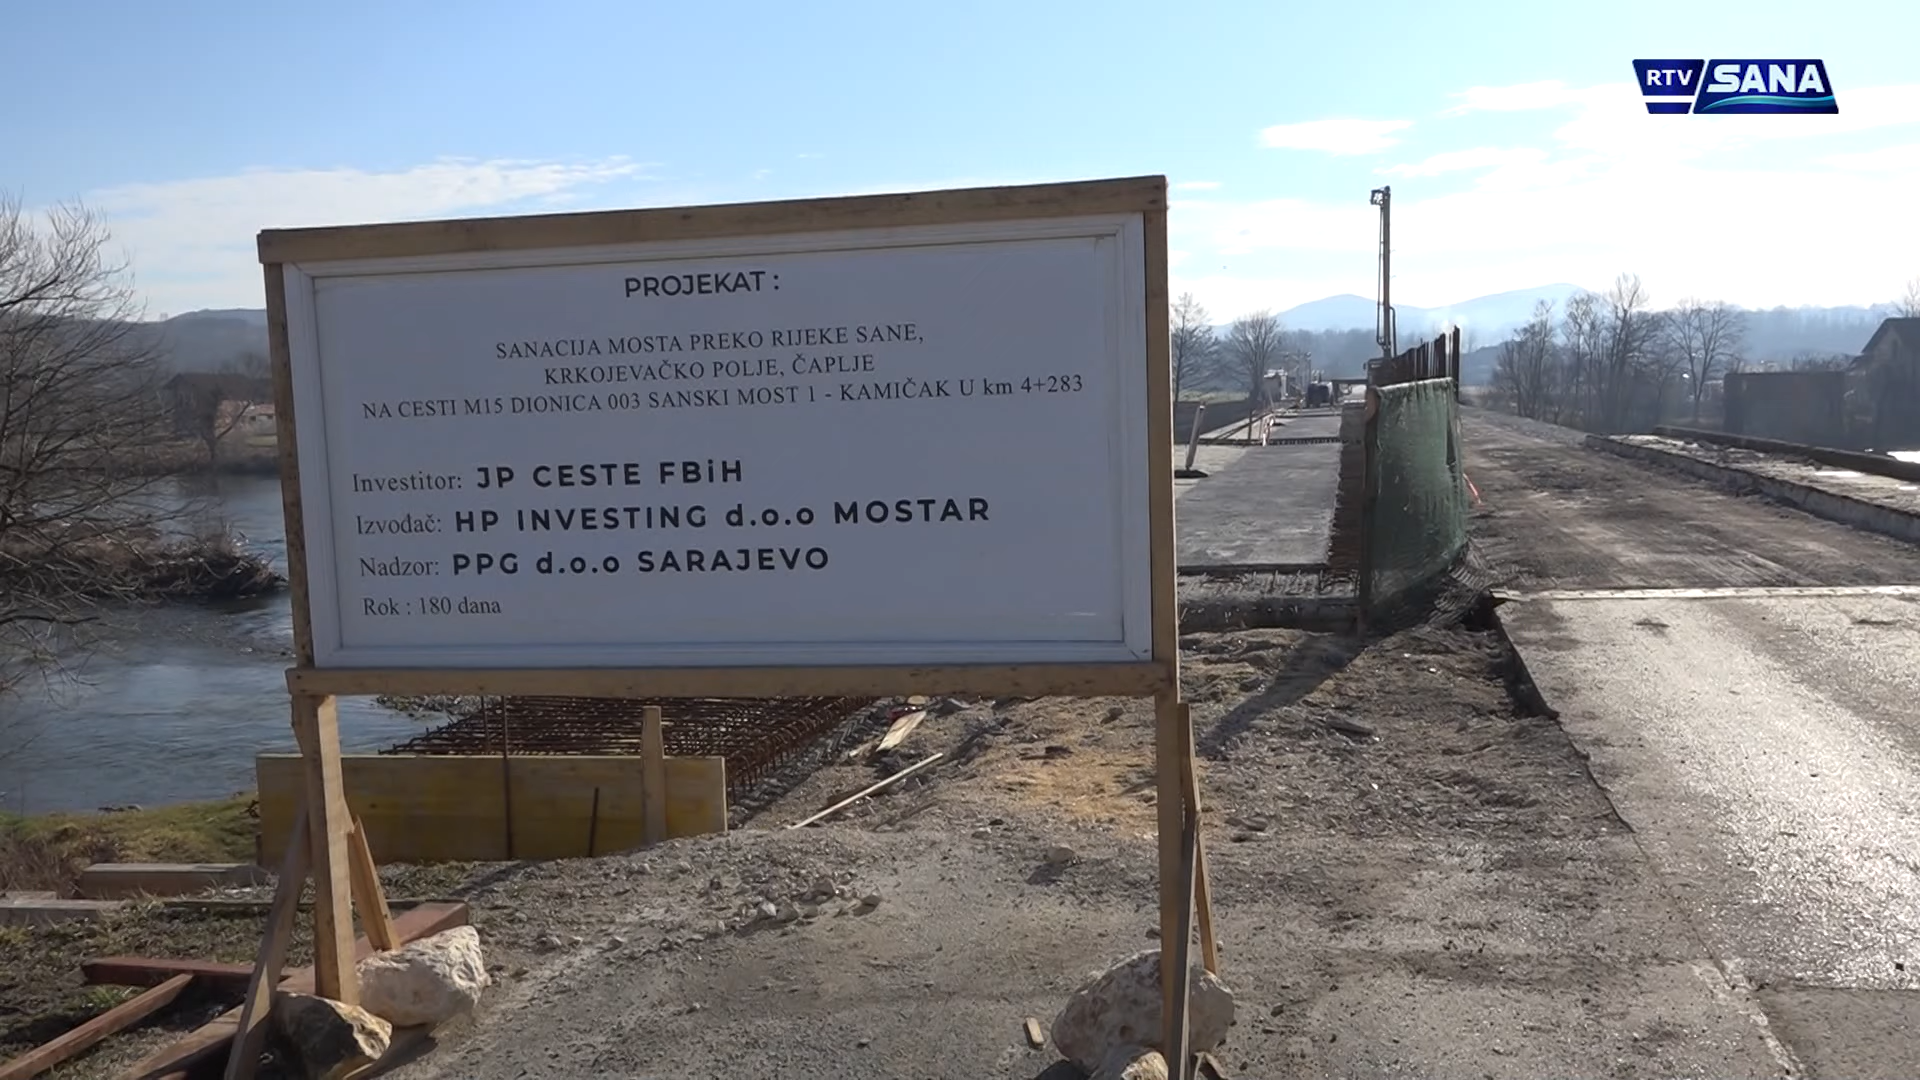 RTV SANA
PROJEKAT :
SANACIJA MOSTA PREKO RIJEKE SANE,
KRKOJEVAČKO POLJE, ČAPLJE
NA CESTI M15 DIONICA 003 SANSKI MOST 1 - KAMIČAK U km 4+283
Investitor: JP CESTE FBiH
Izvođač: HP INVESTING d.o.o MOSTAR
Nadzor: PPG d.o.o SARAJEVO
Rok : 180 dana